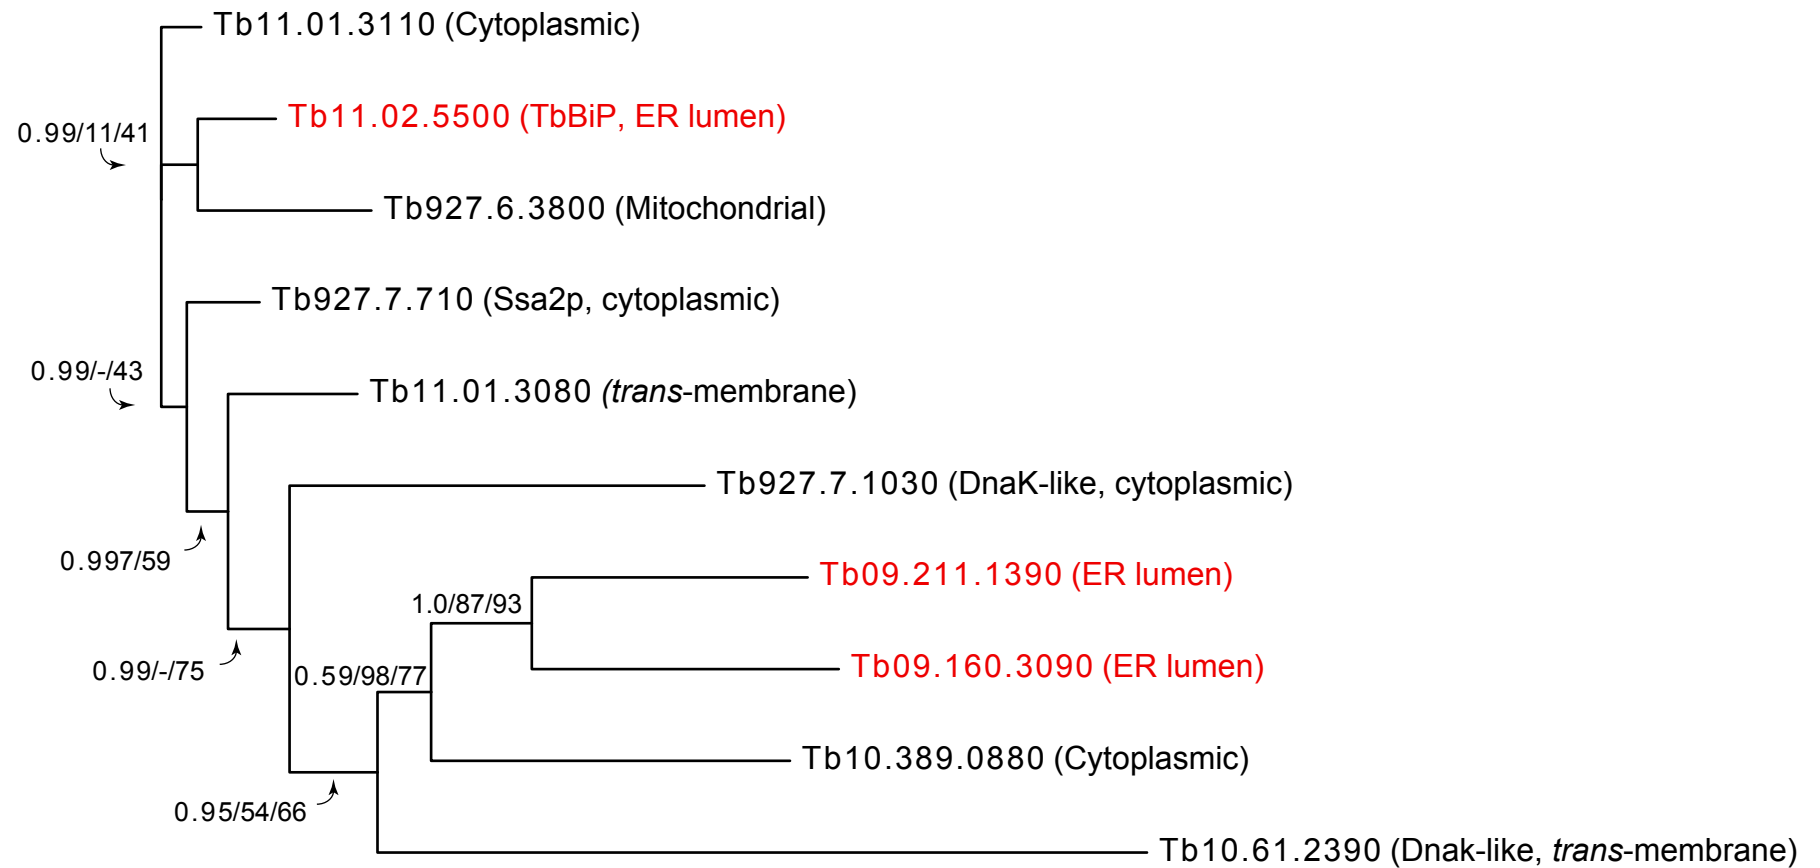 Tb11.01.3110 (Cytoplasmic)
Tb11.02.5500 (TbBiP, ER lumen)
0.99/11/41
Tb927.6.3800 (Mitochondrial)
Tb927.7.710 (Ssa2p, cytoplasmic)
0.99/-/43
Tb11.01.3080 (trans-membrane)
Tb927.7.1030 (DnaK-like, cytoplasmic)
0.997/59
Tb09.211.1390 (ER lumen)
1.0/87/93
Tb09.160.3090 (ER lumen)
0.99/-/75
0.59/98/77
Tb10.389.0880 (Cytoplasmic)
0.95/54/66
Tb10.61.2390 (Dnak-like, trans-membrane)